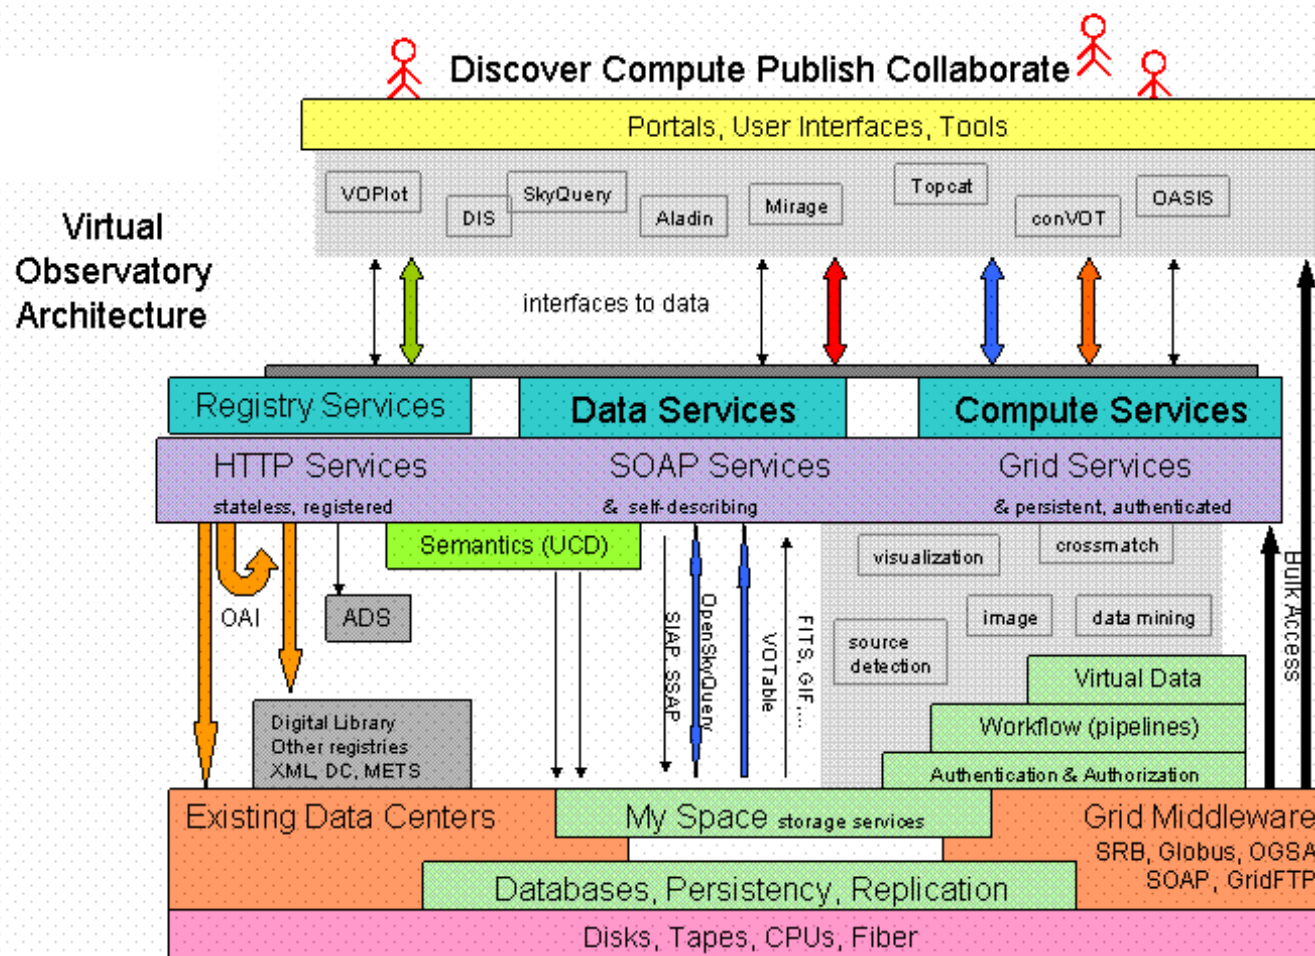 Discover Compute Publish Collaborate
Portals, User Interfaces, Tools
VOPlot
DIS
SkyQuery
Aladin
Mirage
Topcat
conVOT
OASIS
Virtual
Observatory
Architecture
interfaces to data
Registry Services
Data Services
Compute Services
HTTP Services
SOAP Services
Grid Services
stateless, registered
& self-describing
& persistent, authenticated
Semantics (UCD)
OAI
ADS
SIAP, SSAP
OpenSkyQuery
VOTable
FITS, GIF,...
visualization
crossmatch
image
data mining
source
detection
Bulk Access
Virtual Data
Workflow (pipelines)
Authentication & Authorization
Digital Library
Other registries
XML, DC, METS
Existing Data Centers
My Space storage services
Grid Middleware
SRB, Globus, OGSA
SOAP, GridFTP
Databases, Persistency, Replication
Disks, Tapes, CPUs, Fiber